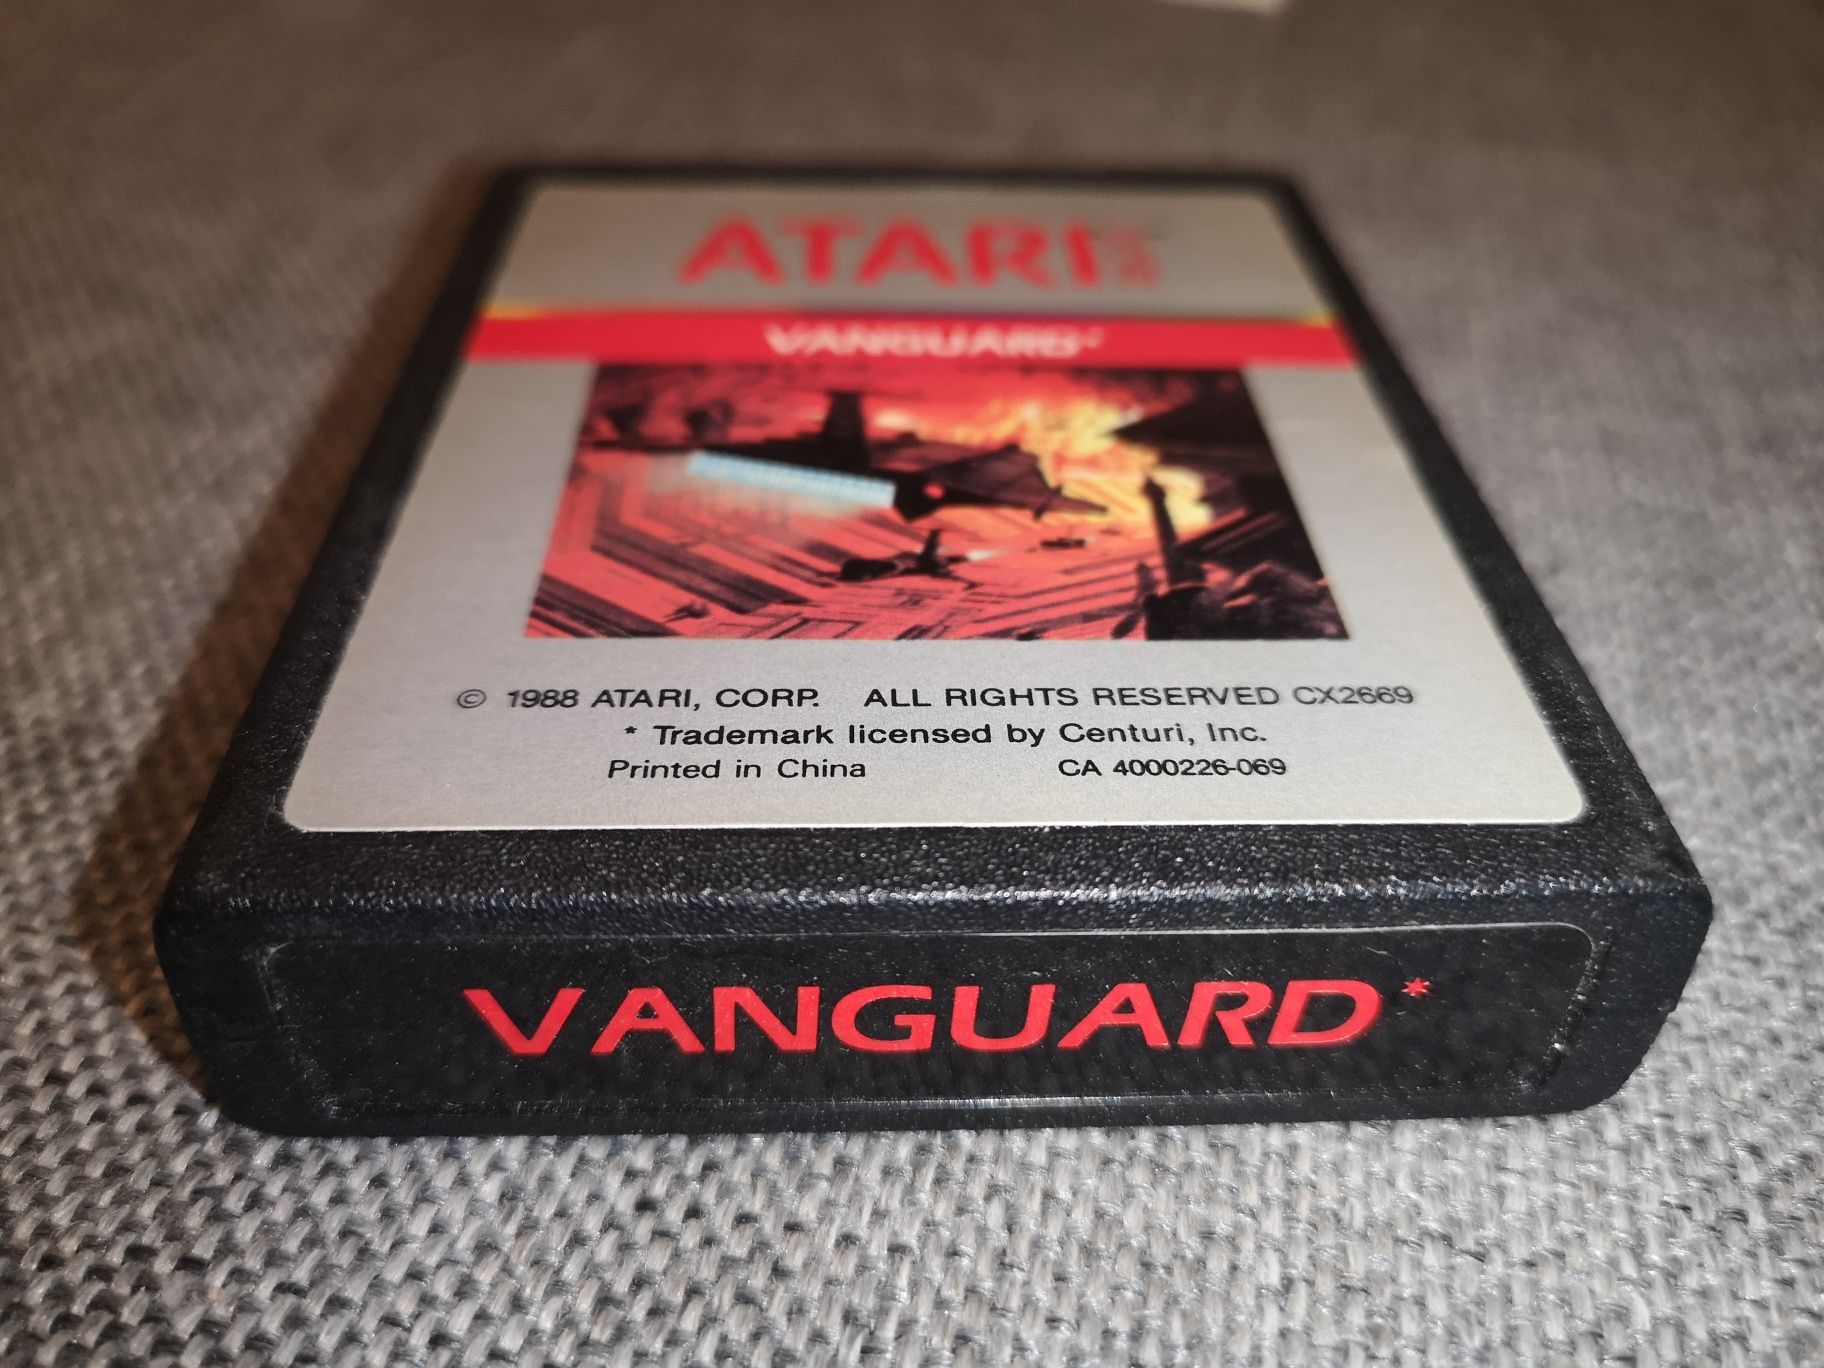 ATARI
VANGUARD*
© 1988 ATARI, CORP. ALL RIGHTS RESERVED CX2669
* Trademark licensed by Centuri, Inc.
Printed in China CA 4000226-069
VANGUARD*